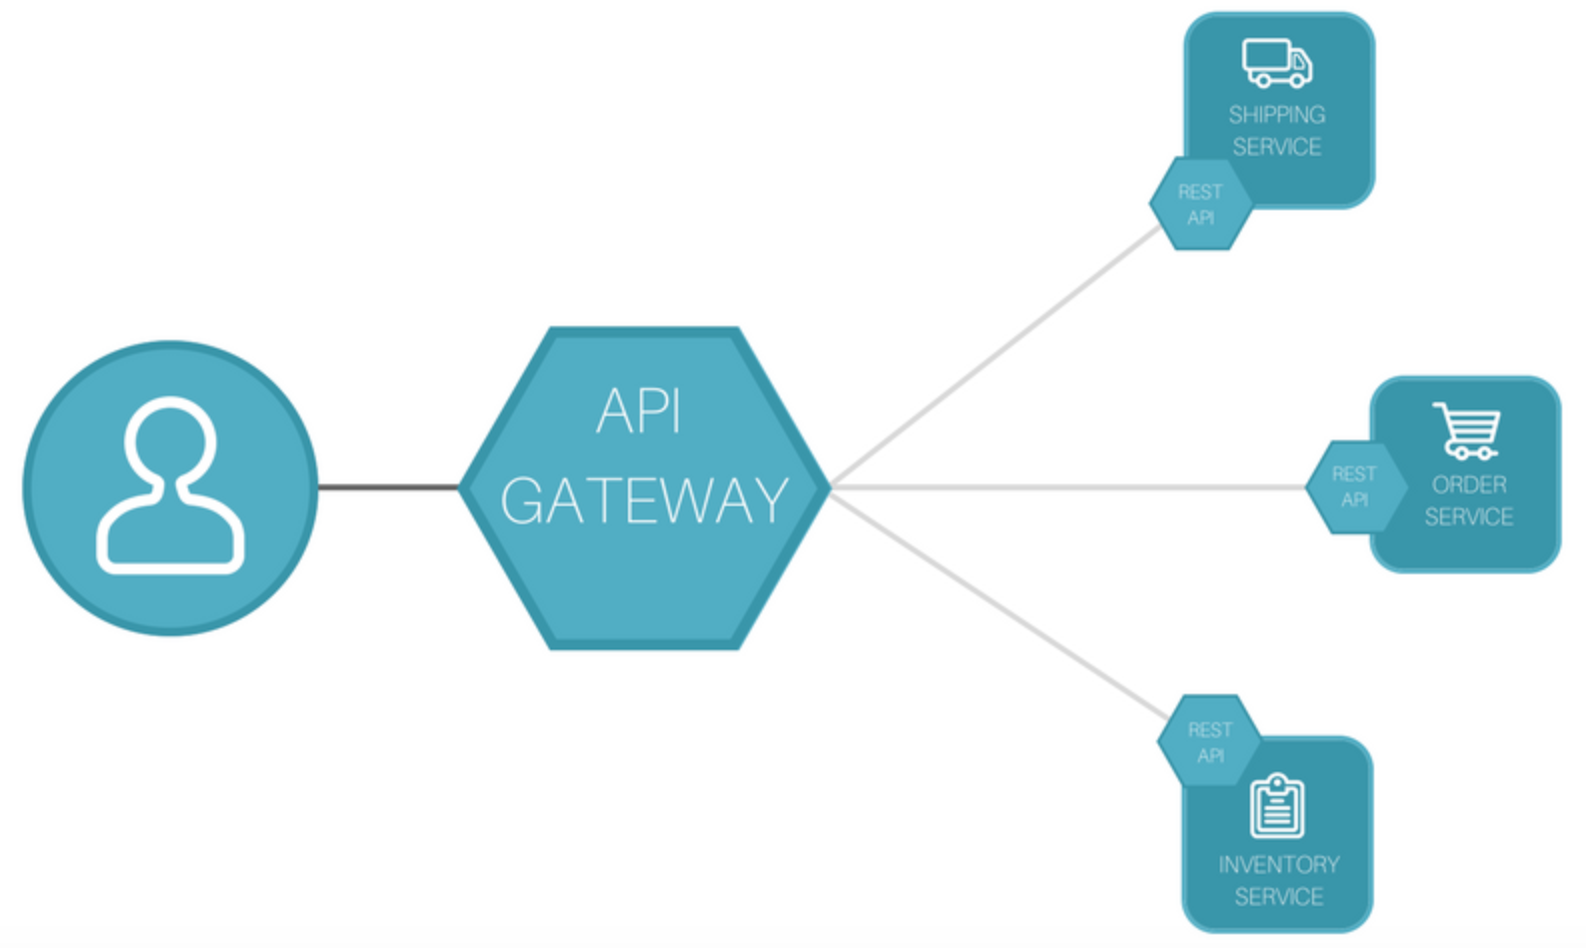 API
GATEWAY
SHIPPING
SERVICE
REST
API
REST
API
ORDER
SERVICE
REST
API
INVENTORY
SERVICE